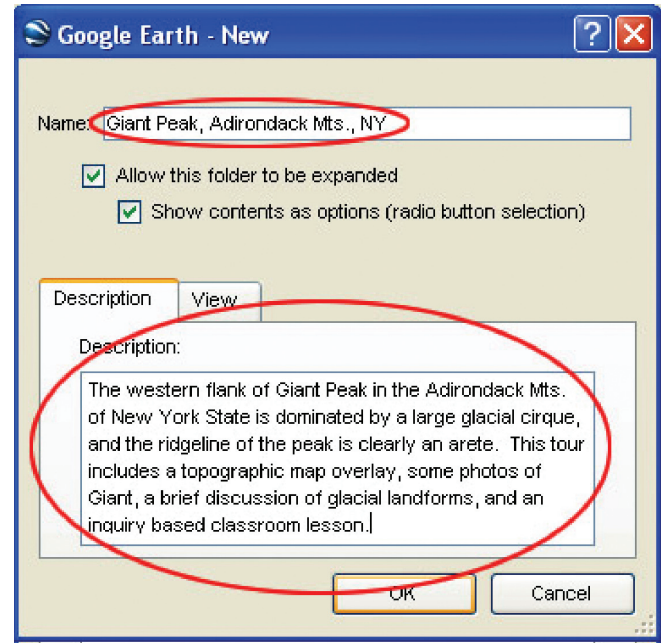 Google Earth - New
Name: Giant Peak, Adirondack Mts., NY
Allow this folder to be expanded
Show contents as options (radio button selection)
Description View
Description:
The western flank of Giant Peak in the Adirondack Mts.
of New York State is dominated by a large glacial cirque,
and the ridgeline of the peak is clearly an arete. This tour
includes a topographic map overlay, some photos of
Giant, a brief discussion of glacial landforms, and an
inquiry based classroom lesson.
OK Cancel